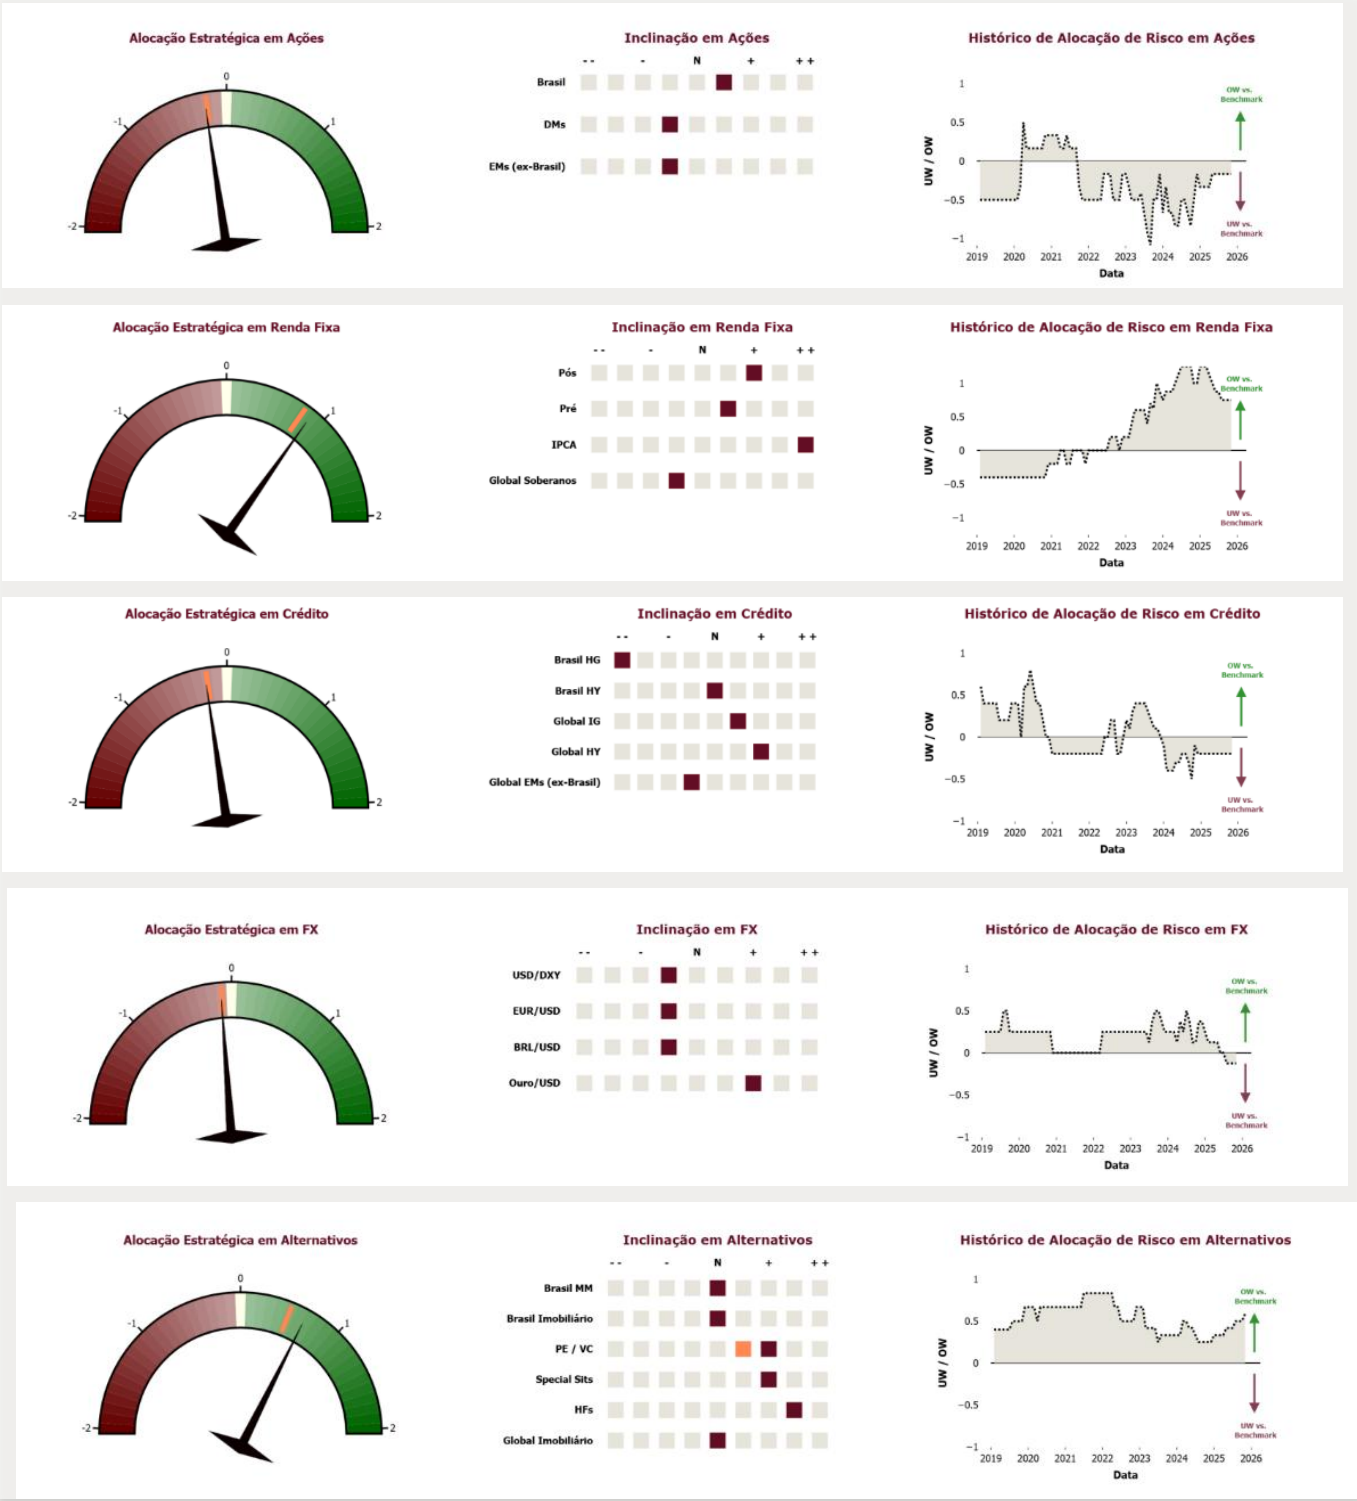 Alocação Estratégica em Ações
0
-1
1
-2
2
Inclinação em Ações
- -
-
N
+
+ +
Brasil
DMs
EMs (ex-Brasil)
Histórico de Alocação de Risco em Ações
UW / OW
1
0.5
0
−0.5
−1
OW vs.
Benchmark
UW vs.
Benchmark
2019 2020 2021 2022 2023 2024 2025 2026
Data
Alocação Estratégica em Renda Fixa
0
-1
1
-2
2
Inclinação em Renda Fixa
- -
-
N
+
+ +
Pós
Pré
IPCA
Global Soberanos
Histórico de Alocação de Risco em Renda Fixa
UW / OW
1
0.5
0
−0.5
−1
OW vs.
Benchmark
UW vs.
Benchmark
2019 2020 2021 2022 2023 2024 2025 2026
Data
Alocação Estratégica em Crédito
0
-1
1
-2
2
Inclinação em Crédito
- -
-
N
+
+ +
Brasil HG
Brasil HY
Global IG
Global HY
Global EMs (ex-Brasil)
Histórico de Alocação de Risco em Crédito
UW / OW
1
0.5
0
−0.5
−1
OW vs.
Benchmark
UW vs.
Benchmark
2019 2020 2021 2022 2023 2024 2025 2026
Data
Alocação Estratégica em FX
0
-1
1
-2
2
Inclinação em FX
- -
-
N
+
+ +
USD/DXY
EUR/USD
BRL/USD
Ouro/USD
Histórico de Alocação de Risco em FX
UW / OW
1
0.5
0
−0.5
−1
OW vs.
Benchmark
UW vs.
Benchmark
2019 2020 2021 2022 2023 2024 2025 2026
Data
Alocação Estratégica em Alternativos
0
-1
1
-2
2
Inclinação em Alternativos
- -
-
N
+
+ +
Brasil MM
Brasil Imobiliário
PE / VC
Special Sits
HFs
Global Imobiliário
Histórico de Alocação de Risco em Alternativos
UW / OW
1
0.5
0
−0.5
−1
OW vs.
Benchmark
UW vs.
Benchmark
2019 2020 2021 2022 2023 2024 2025 2026
Data